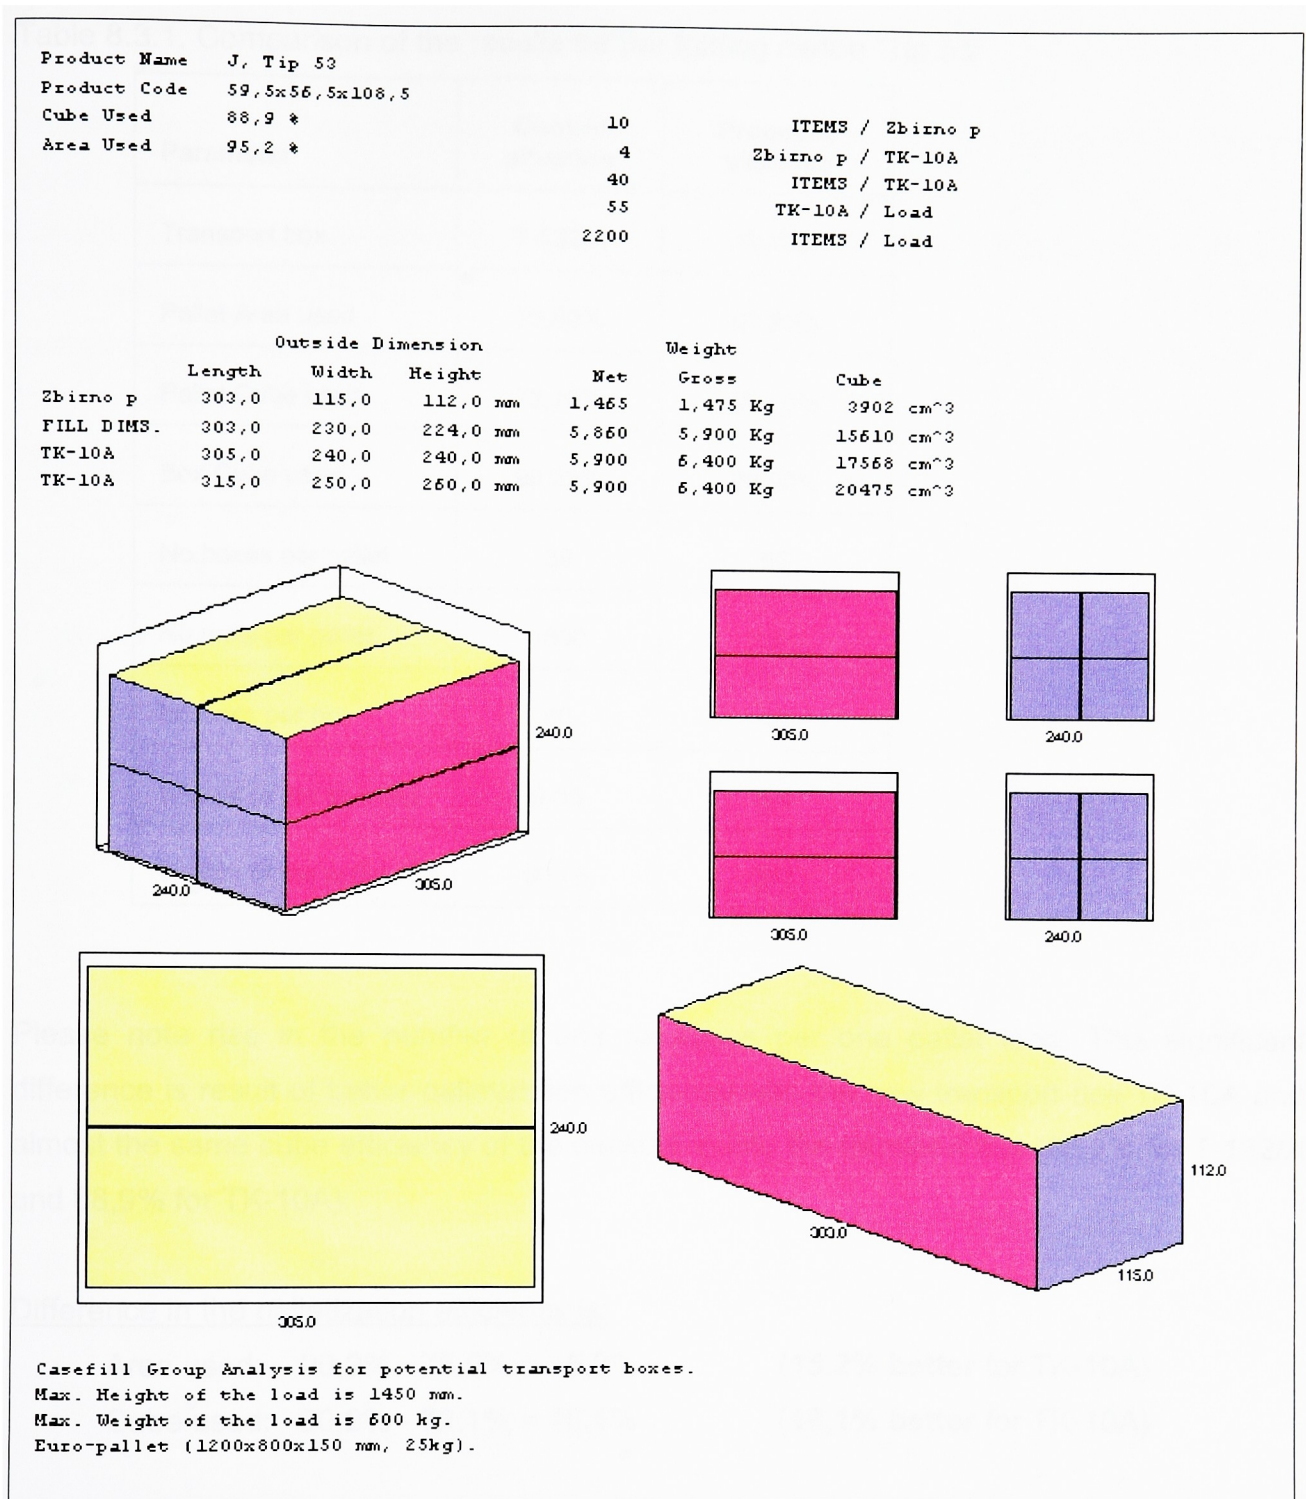 Product Name J, Tip 53
Product Code 59,5x56,5x108,5
Cube Used 88,9 %
Area Used 95,2 %
10 ITEMS / Zbirno p
4 Zbirno p / TK-10A
40 ITEMS / TK-10A
55 TK-10A / Load
2200 ITEMS / Load
Outside Dimension Weight
Length Width Height Net Gross Cube
Zbirno p 303,0 115,0 112,0 mm 1,465 1,475 Kg 3902 cm^3
FILL DIMS. 303,0 230,0 224,0 mm 5,860 5,900 Kg 15610 cm^3
TK-10A 305,0 240,0 240,0 mm 5,900 6,400 Kg 17568 cm^3
TK-10A 315,0 250,0 260,0 mm 5,900 6,400 Kg 20475 cm^3
240.0
240.0
305.0
305.0
240.0
305.0
240.0
240.0
305.0
112.0
303.0
115.0
Casefill Group Analysis for potential transport boxes.
Max. Height of the load is 1450 mm.
Max. Weight of the load is 600 kg.
Euro-pallet (1200x800x150 mm, 25kg).